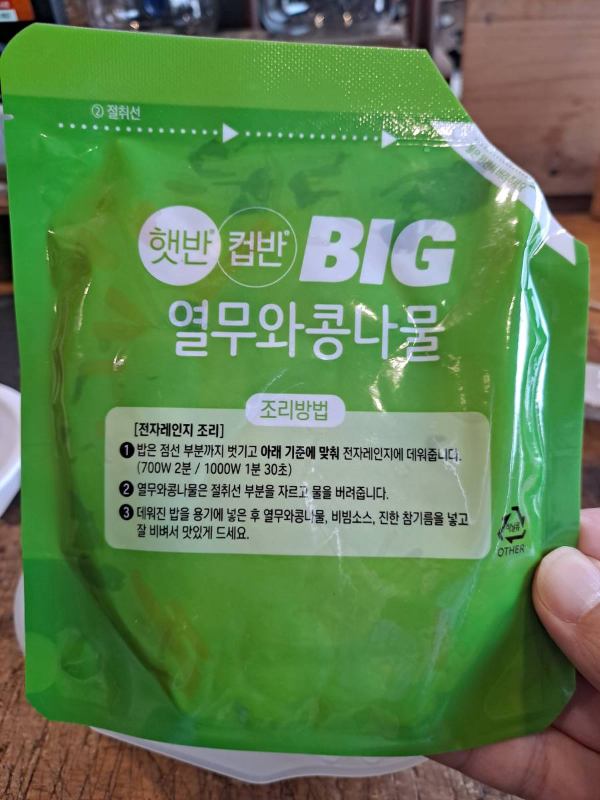 ② 절취선
햇반 컵반 BIG
열무와콩나물
조리방법
[전자레인지 조리]
① 밥은 점선 부분까지 벗기고 아래 기준에 맞춰 전자레인지에 데워줍니다.
(700W 2분 / 1000W 1분 30초)
② 열무와콩나물은 절취선 부분을 자르고 물을 버려줍니다.
③ 데워진 밥을 용기에 넣은 후 열무와콩나물, 비빔소스, 진한 참기름을 넣고
잘 비벼서 맛있게 드세요.
OTHER